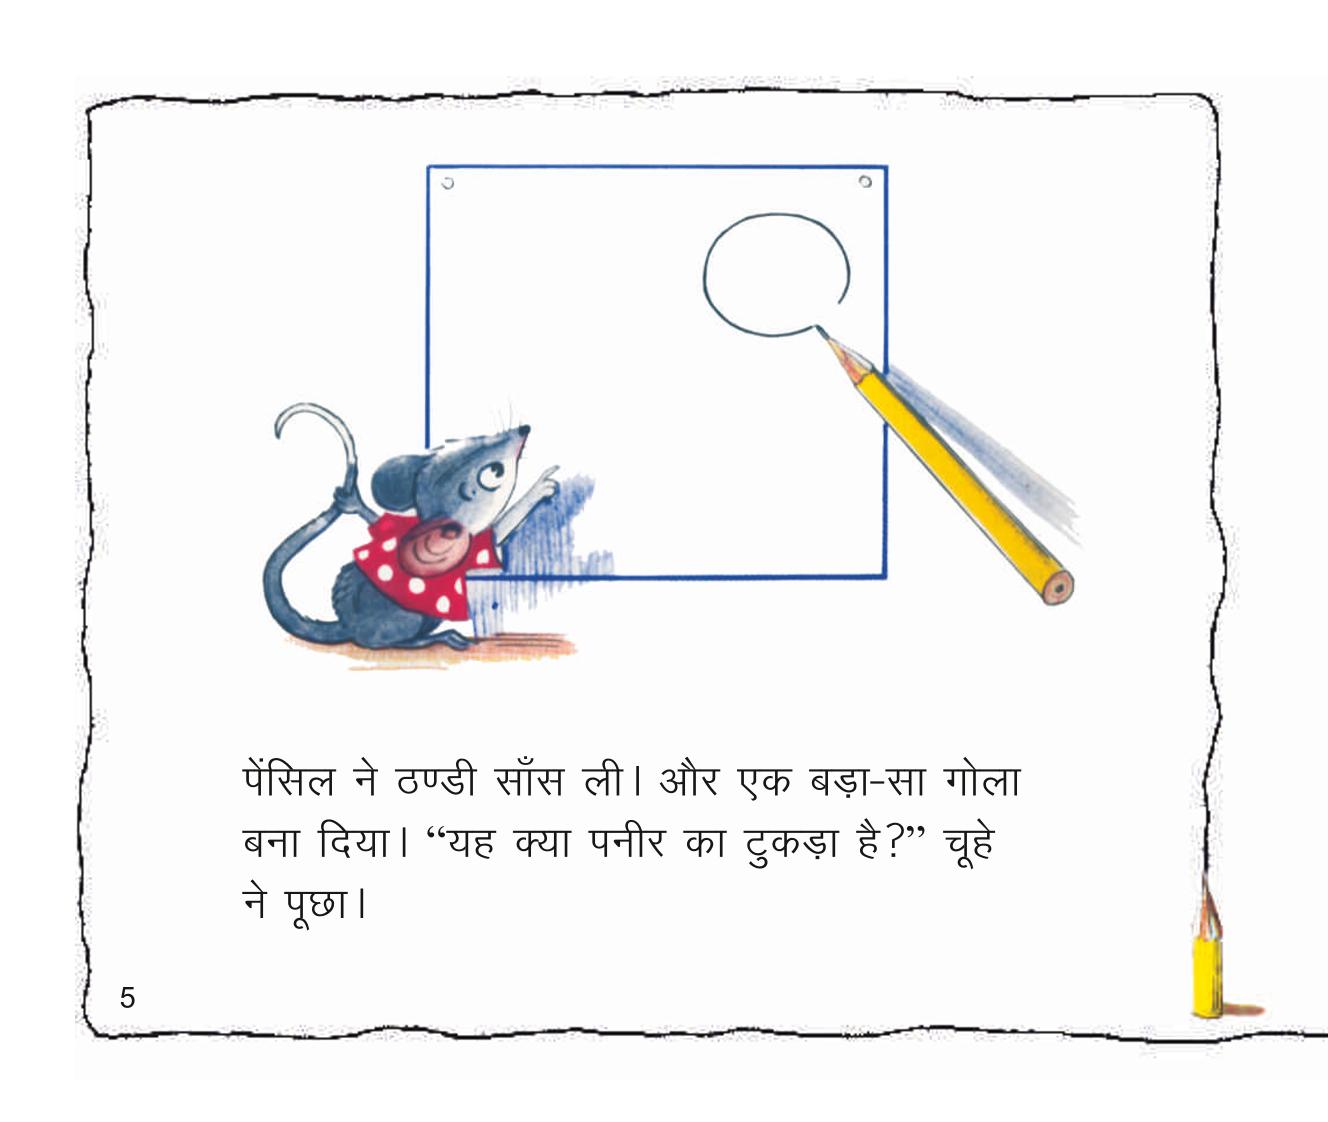 पेंसिल ने ठण्डी साँस ली। और एक बड़ा-सा गोला
बना दिया। “यह क्या पनीर का टुकड़ा है?” चूहे
ने पूछा।
5